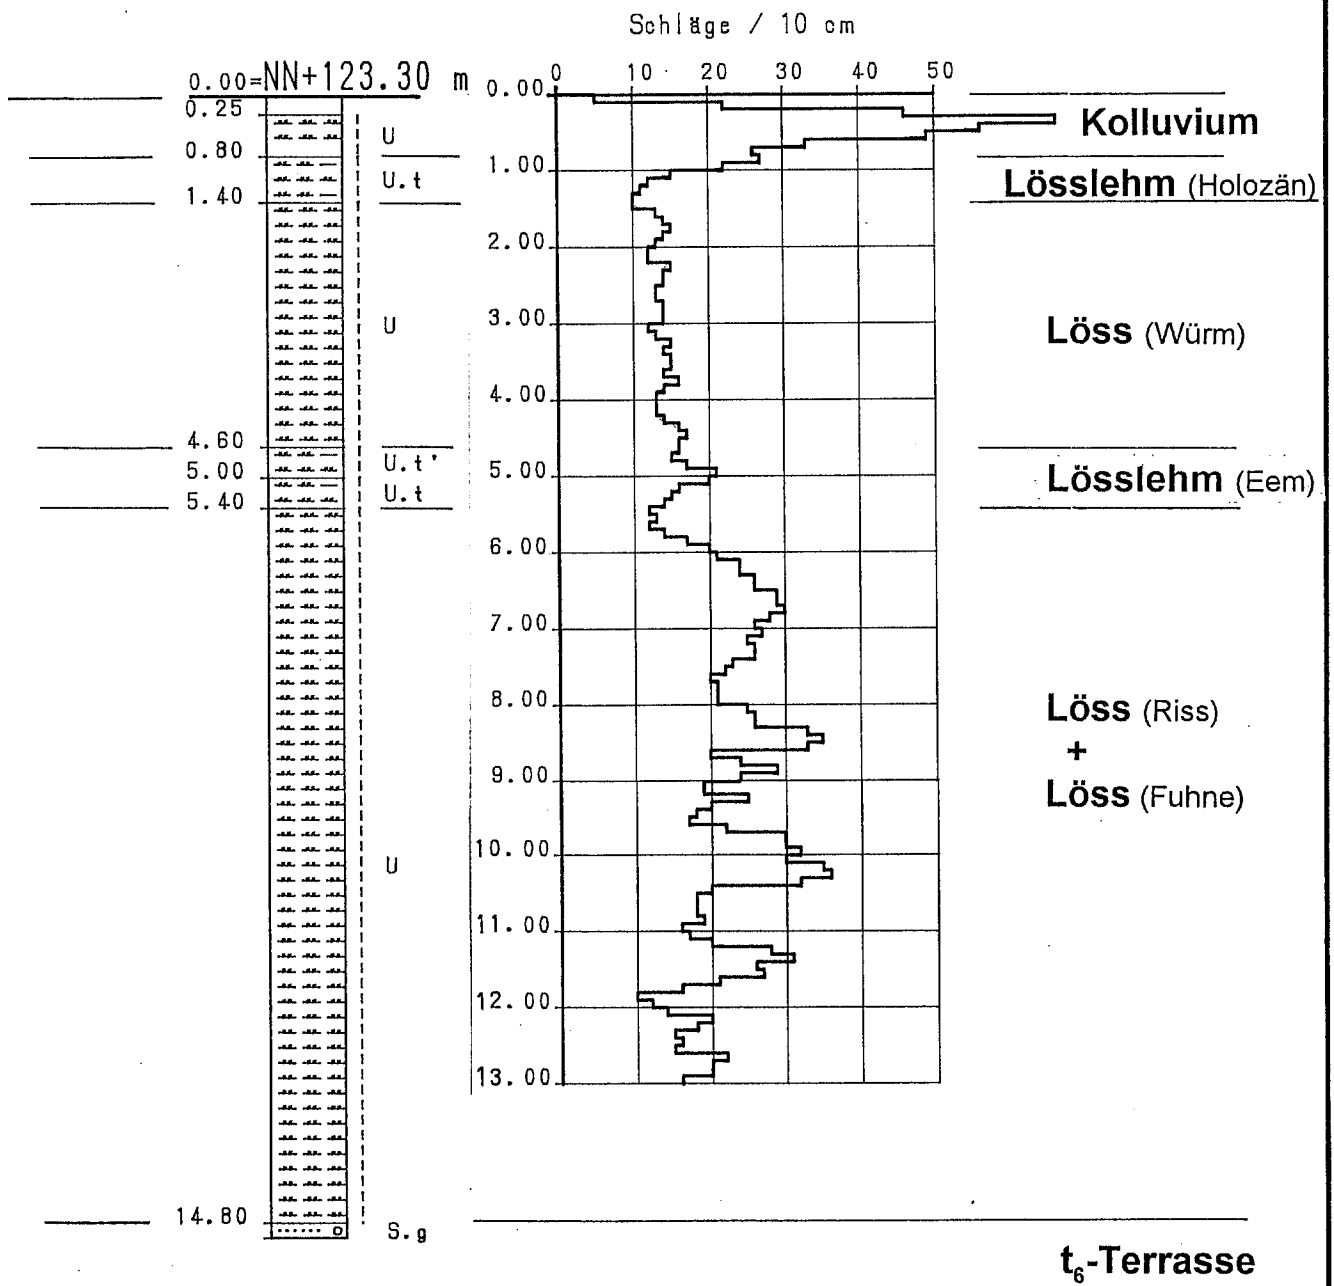 Schläge / 10 cm
0.00=NN+123.30 m
0 10 20 30 40 50
0.00
0.25
U
Kolluvium
0.80
1.00
U.t
Lösslehm (Holozän)
1.40
2.00
U
3.00
Löss (Würm)
4.00
4.60
U.t'
5.00
5.00
Lösslehm (Eem)
U.t
5.40
6.00
7.00
8.00
Löss (Riss)
+
9.00
Löss (Fuhne)
10.00
U
11.00
12.00
13.00
14.80
S.g
t₆-Terrasse